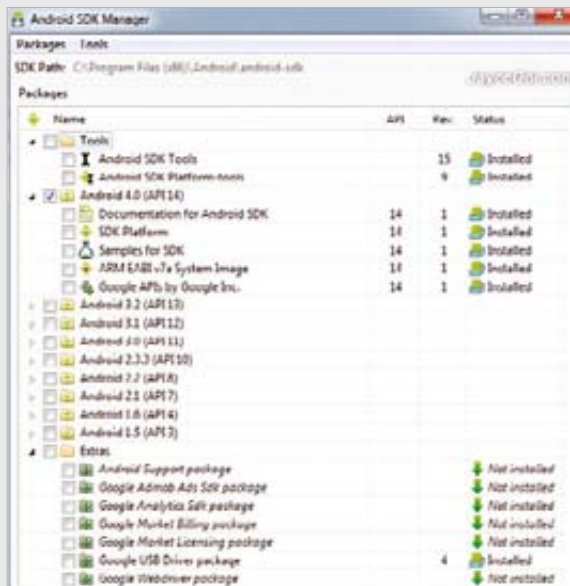 Android SDK Manager
Packages Tools
SDK Path: C:\Program Files (x86)\Android\android-sdk
Packages
Name API Rev. Status
Tools
Android SDK Tools 15 Installed
Android SDK Platform-tools 9 Installed
Android 4.0 (API 14)
Documentation for Android SDK 14 1 Installed
SDK Platform 14 1 Installed
Samples for SDK 14 1 Installed
ARM EABI v7a System Image 14 1 Installed
Google APIs by Google Inc. 14 1 Installed
Android 3.2 (API 13)
Android 3.1 (API 12)
Android 3.0 (API 11)
Android 2.3.3 (API 10)
Android 2.2 (API 8)
Android 2.1 (API 7)
Android 1.6 (API 4)
Android 1.5 (API 3)
Extras
Android Support package Not installed
Google Admob Ads Sdk package Not installed
Google Analytics Sdk package Not installed
Google Market Billing package Not installed
Google Market Licensing package Not installed
Google USB Driver package 4 Installed
Google Webdriver package Not installed